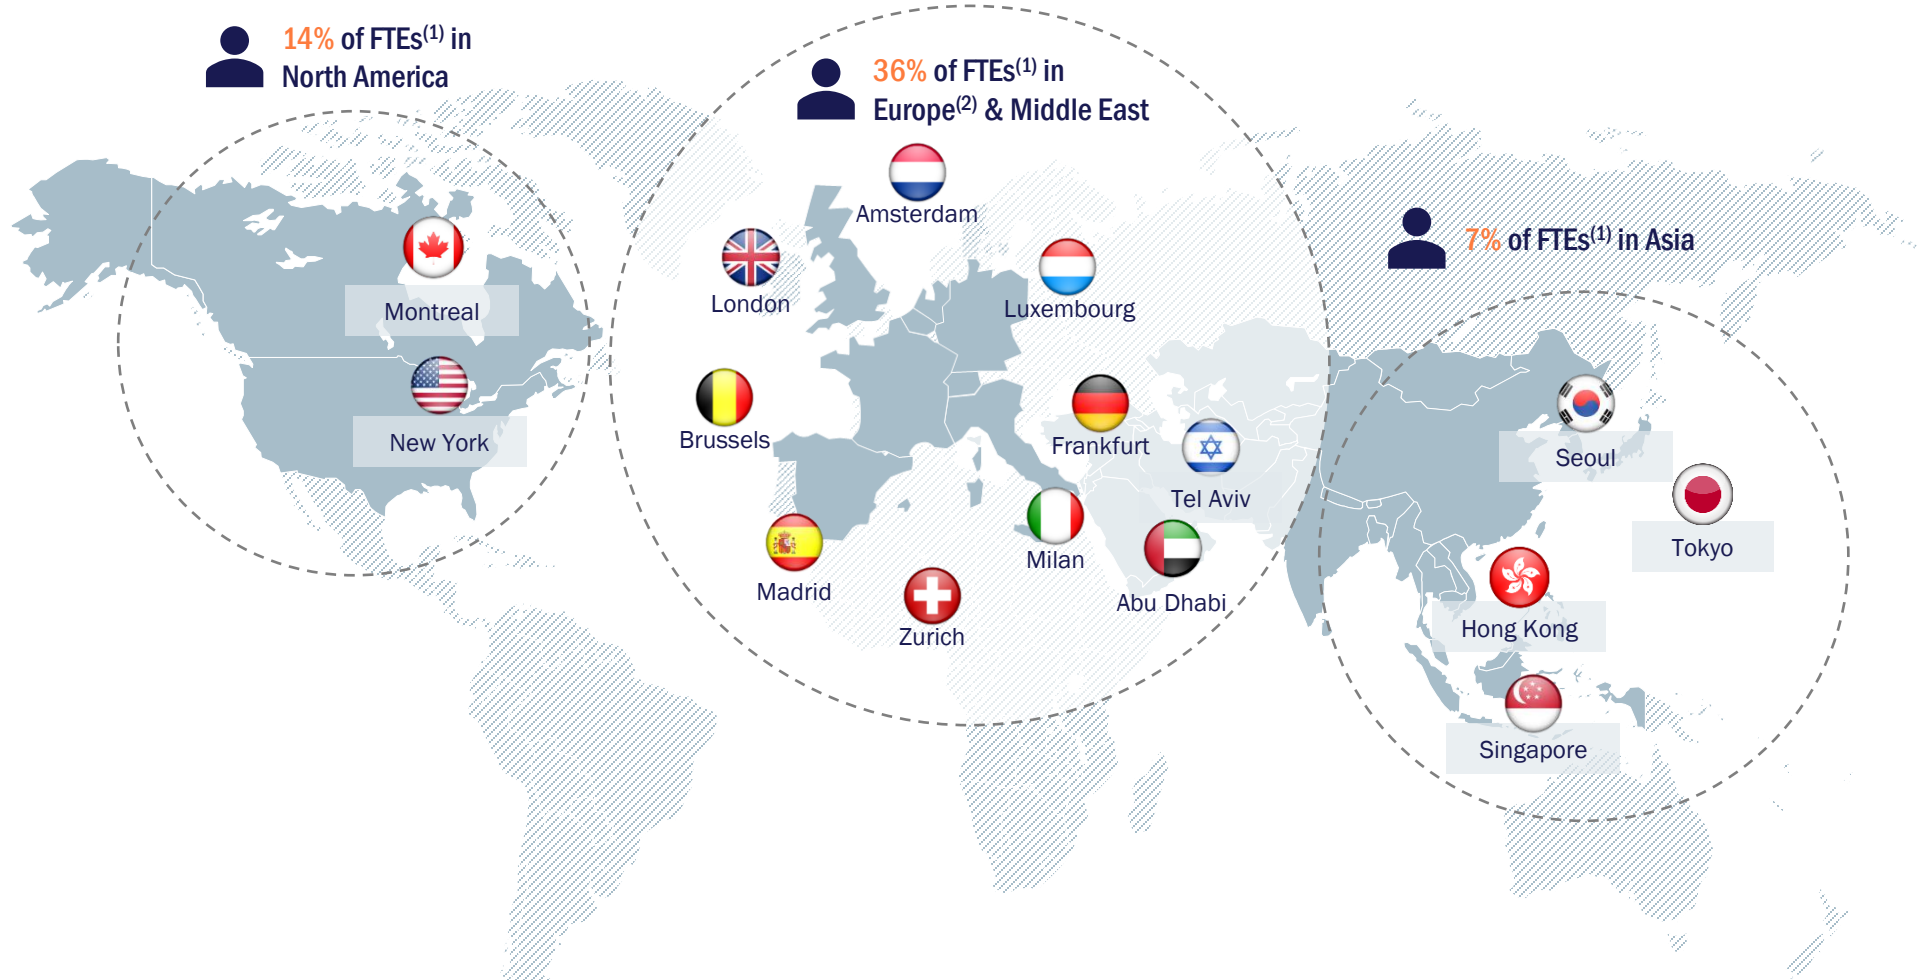 14% of FTEs(1) in
North America
36% of FTEs(1) in
Europe(2) & Middle East
7% of FTEs(1) in Asia
Montreal
New York
Amsterdam
London
Luxembourg
Brussels
Frankfurt
Tel Aviv
Milan
Madrid
Abu Dhabi
Zurich
Seoul
Tokyo
Hong Kong
Singapore